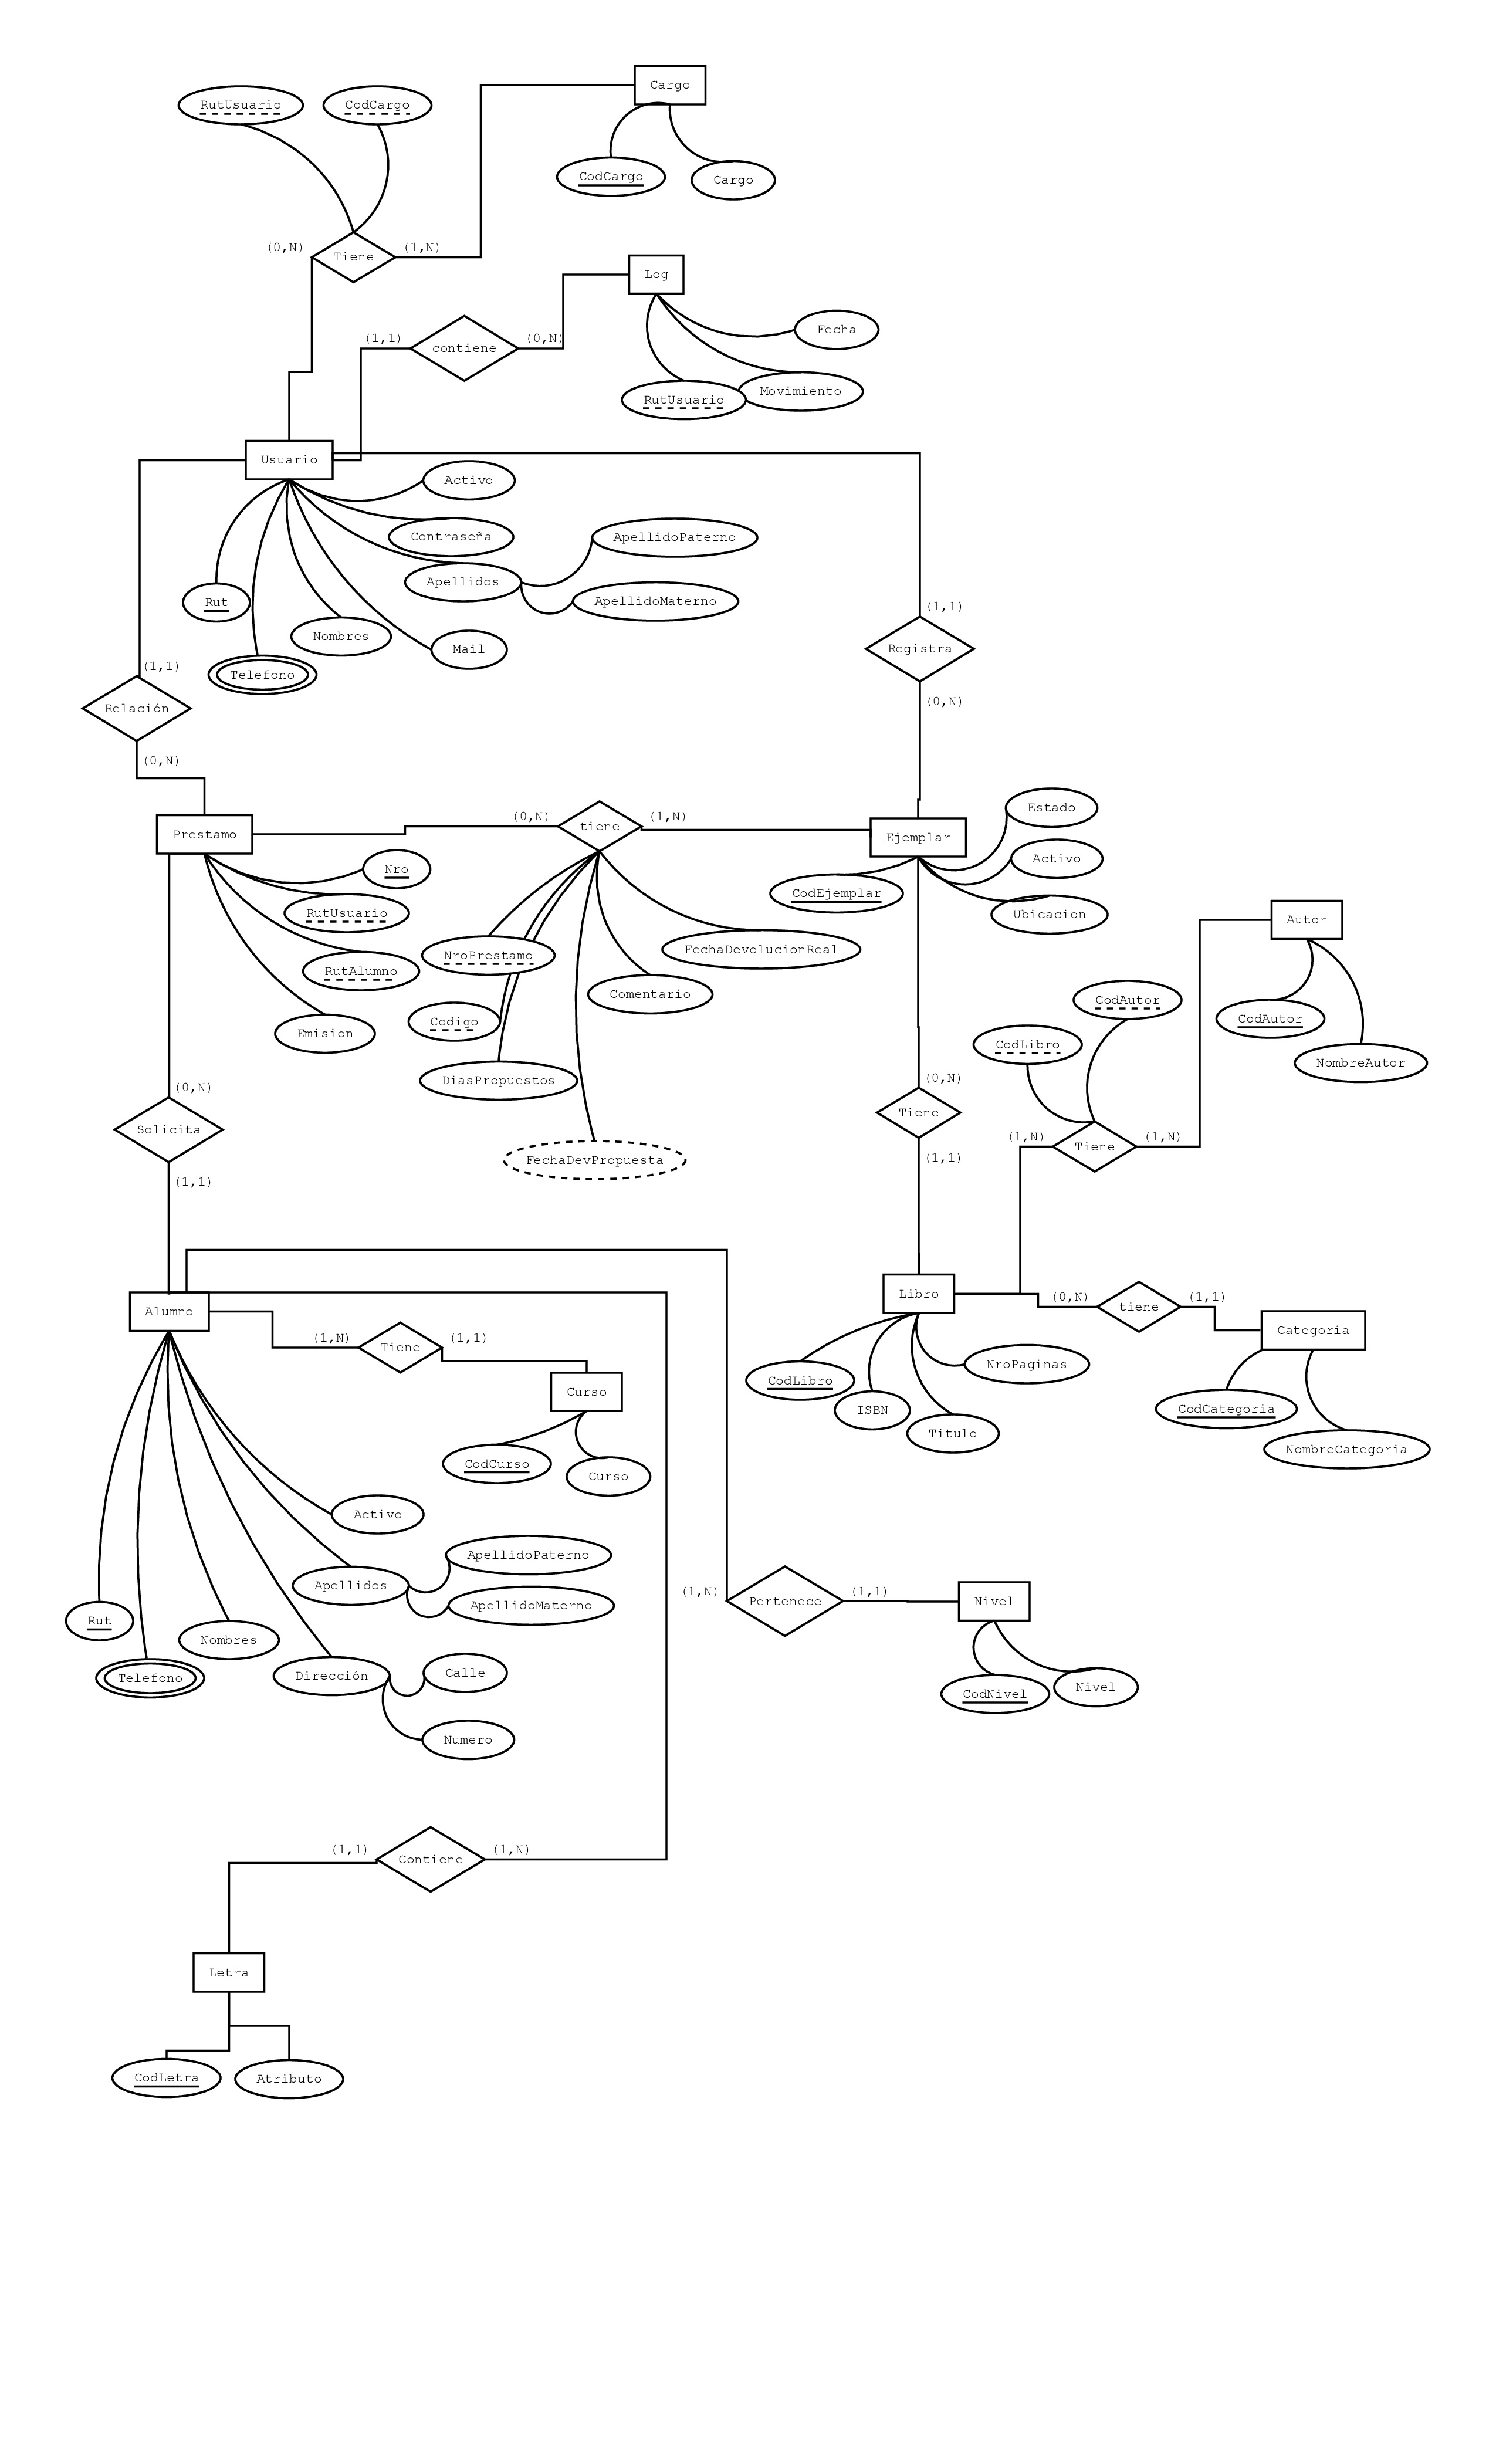 Cargo
RutUsuario
CodCargo
CodCargo
Cargo
(0,N)
Tiene
(1,N)
Log
Fecha
(1,1)
contiene
(0,N)
RutUsuario
Movimiento
Usuario
Activo
Contraseña
ApellidoPaterno
Apellidos
ApellidoMaterno
Rut
Nombres
Mail
Telefono
(1,1)
Registra
(0,N)
(1,1)
Relación
(0,N)
Prestamo
(0,N)
tiene
(1,N)
Ejemplar
Estado
Activo
Ubicacion
CodEjemplar
Nro
RutUsuario
RutAlumno
Emision
NroPrestamo
Codigo
DiasPropuestos
FechaDevPropuesta
Comentario
FechaDevolucionReal
Autor
CodAutor
NombreAutor
CodAutor
CodLibro
(0,N)
Tiene
(1,1)
(1,N)
Tiene
(1,N)
(0,N)
Solicita
(1,1)
Libro
(0,N)
tiene
(1,1)
Categoria
CodLibro
ISBN
Titulo
NroPaginas
CodCategoria
NombreCategoria
Alumno
(1,N)
Tiene
(1,1)
Curso
CodCurso
Curso
Activo
Apellidos
ApellidoPaterno
ApellidoMaterno
Rut
Telefono
Nombres
Dirección
Calle
Numero
(1,N)
Pertenece
(1,1)
Nivel
CodNivel
Nivel
(1,1)
Contiene
(1,N)
Letra
CodLetra
Atributo